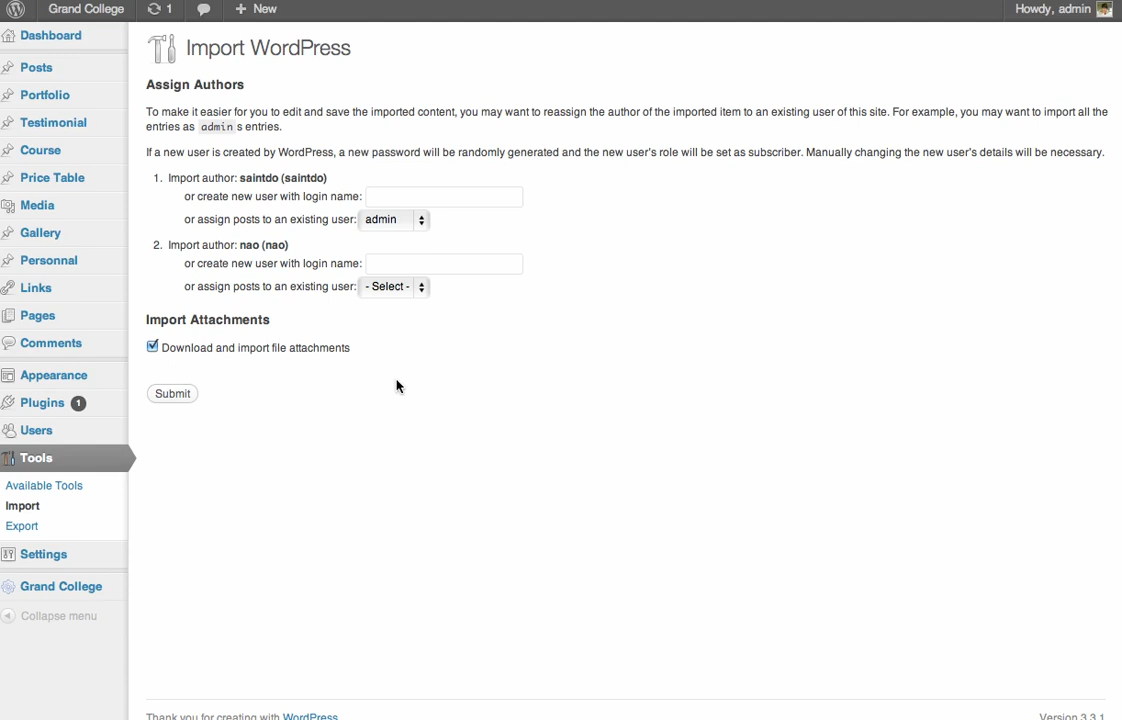 Grand College 1 + New Howdy, admin
Dashboard
Posts
Portfolio
Testimonial
Course
Price Table
Media
Gallery
Personnal
Links
Pages
Comments
Appearance
Plugins 1
Users
Tools
Available Tools
Import
Export
Settings
Grand College
Collapse menu
Import WordPress
Assign Authors
To make it easier for you to edit and save the imported content, you may want to reassign the author of the imported item to an existing user of this site. For example, you may want to import all the
entries as admin s entries.
If a new user is created by WordPress, a new password will be randomly generated and the new user's role will be set as subscriber. Manually changing the new user's details will be necessary.
1. Import author: saintdo (saintdo)
or create new user with login name:
or assign posts to an existing user: admin
2. Import author: nao (nao)
or create new user with login name:
or assign posts to an existing user: - Select -
Import Attachments
Download and import file attachments
Submit
Thank you for creating with WordPress Version 3.3.1